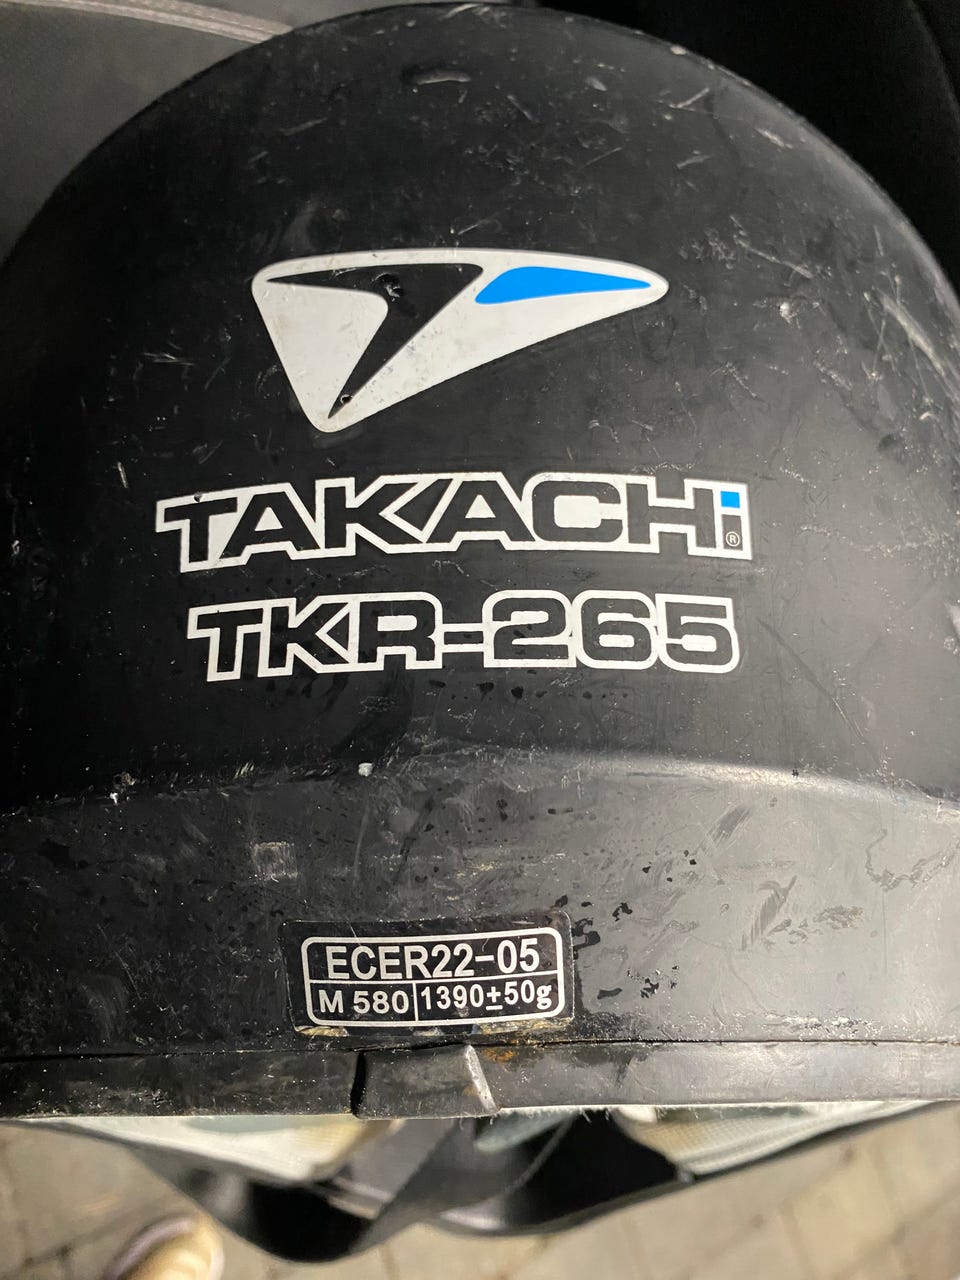 TAKACHi®
TKR-265
ECER22-05
M 580 1390±50g